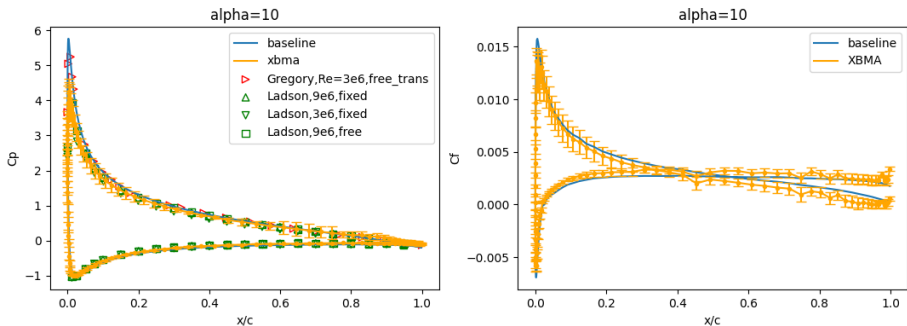 alpha=10
Cp
6
5
4
3
2
1
0
−1
baseline
xbma
Gregory,Re=3e6,free_trans
Ladson,9e6,fixed
Ladson,3e6,fixed
Ladson,9e6,free
0.0 0.2 0.4 0.6 0.8 1.0
x/c
alpha=10
Cf
0.015
0.010
0.005
0.000
−0.005
baseline
XBMA
0.0 0.2 0.4 0.6 0.8 1.0
x/c